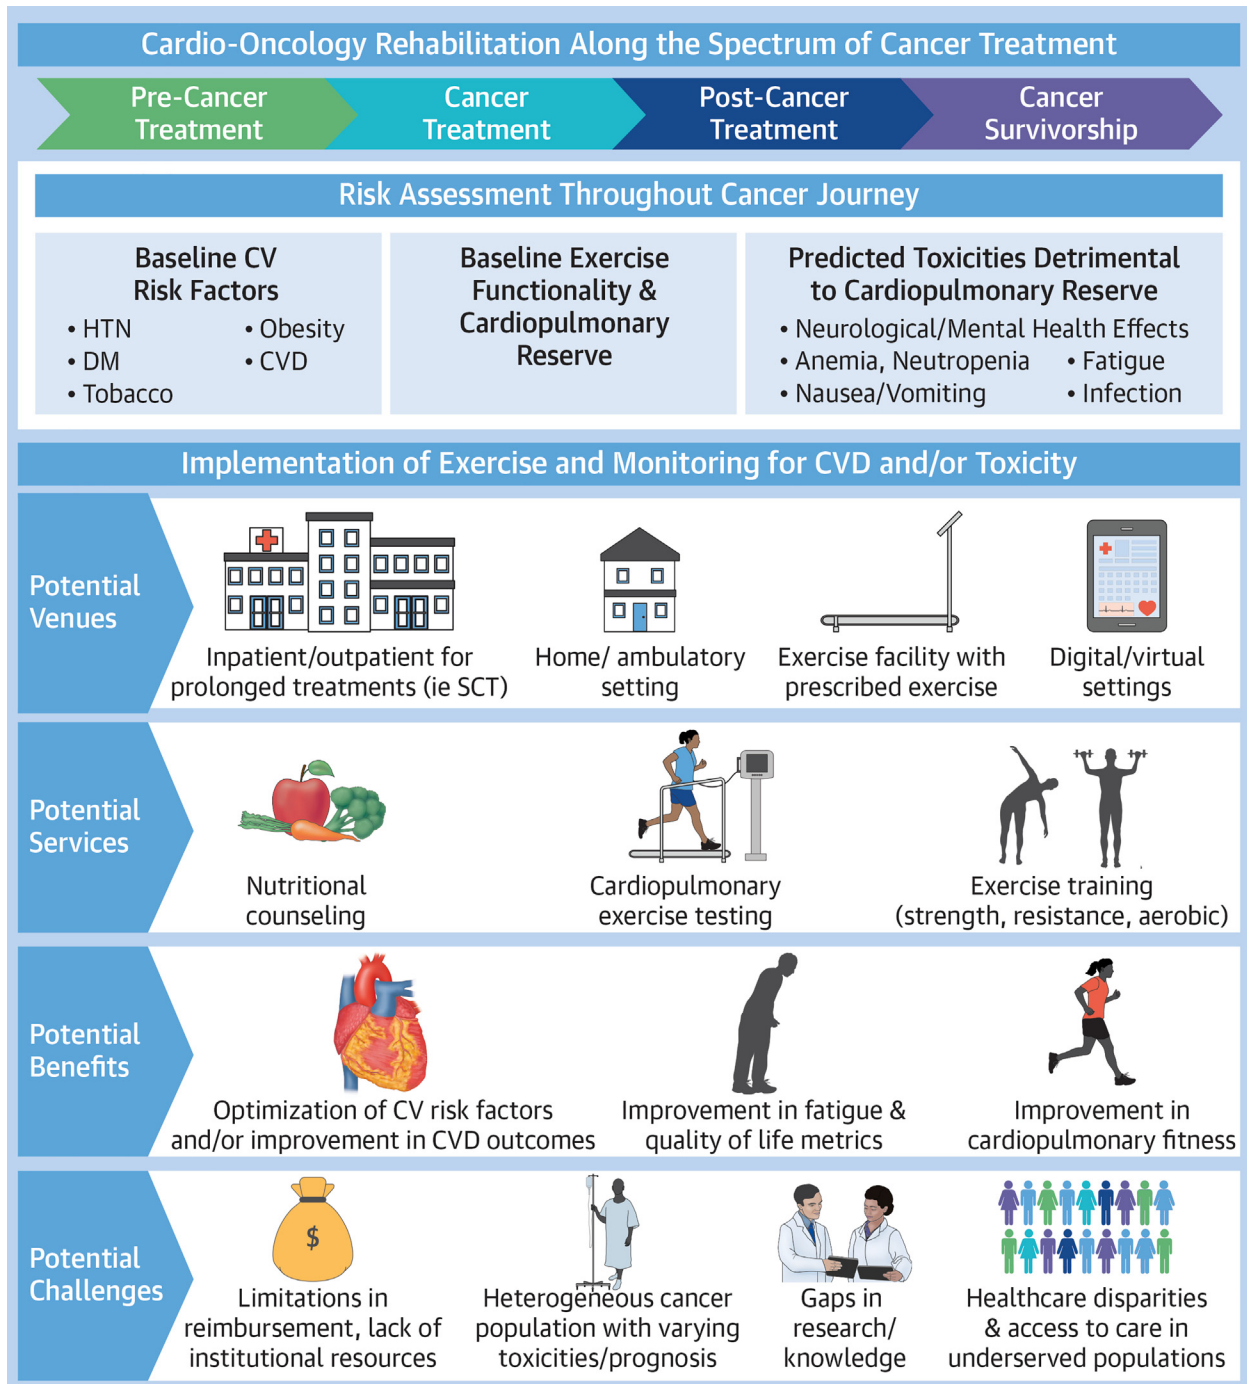 Cardio-Oncology Rehabilitation Along the Spectrum of Cancer Treatment
Pre-Cancer
Treatment
Cancer
Treatment
Post-Cancer
Treatment
Cancer
Survivorship
Risk Assessment Throughout Cancer Journey
Baseline CV
Risk Factors
• HTN
• DM
• Tobacco
• Obesity
• CVD
Baseline Exercise
Functionality &
Cardiopulmonary
Reserve
Predicted Toxicities Detrimental
to Cardiopulmonary Reserve
• Neurological/Mental Health Effects
• Anemia, Neutropenia
• Fatigue
• Nausea/Vomiting
• Infection
Implementation of Exercise and Monitoring for CVD and/or Toxicity
Potential
Venues
Inpatient/outpatient for
prolonged treatments (ie SCT)
Home/ ambulatory
setting
Exercise facility with
prescribed exercise
Digital/virtual
settings
Potential
Services
Nutritional
counseling
Cardiopulmonary
exercise testing
Exercise training
(strength, resistance, aerobic)
Potential
Benefits
Optimization of CV risk factors
and/or improvement in CVD outcomes
Improvement in fatigue &
quality of life metrics
Improvement in
cardiopulmonary fitness
Potential
Challenges
$
Limitations in
reimbursement, lack of
institutional resources
Heterogeneous cancer
population with varying
toxicities/prognosis
Gaps in
research/
knowledge
Healthcare disparities
& access to care in
underserved populations